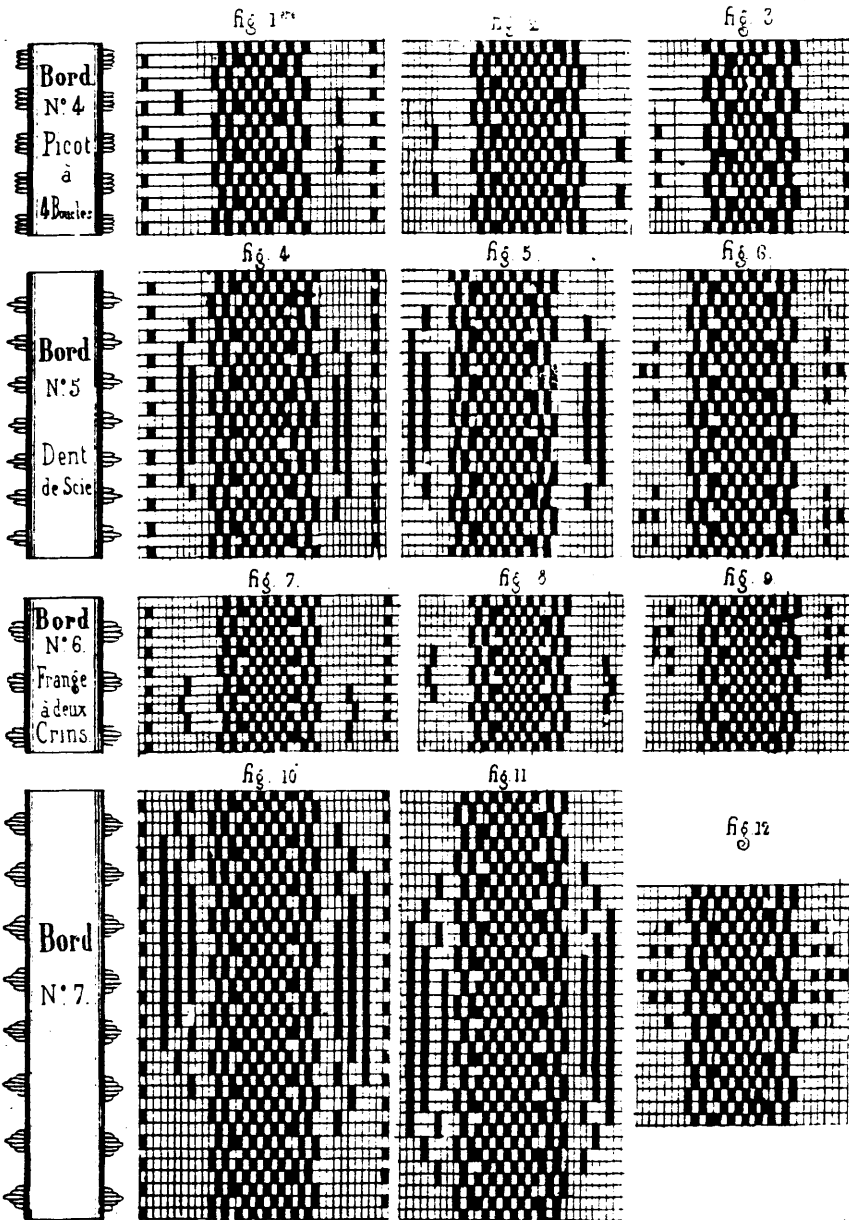 fig 1ere
fig 2
fig 3
Bord
N° 4
Picot
à
4 Boucles
fig. 4
fig. 5.
fig. 6.
Bord
N° 5
Dent
de Scie
fig. 7.
fig. 8
fig. 9.
Bord
N° 6.
Frange
à deux
Crins.
fig. 10
fig. 11
fig 12
Bord
N° 7.